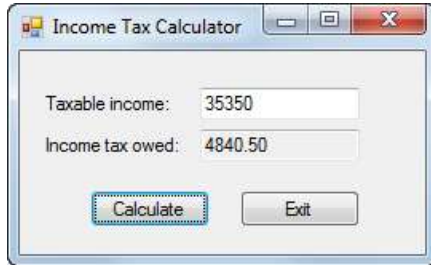 Income Tax Calculator
Taxable income: 35350
Income tax owed: 4840.50
Calculate Exit